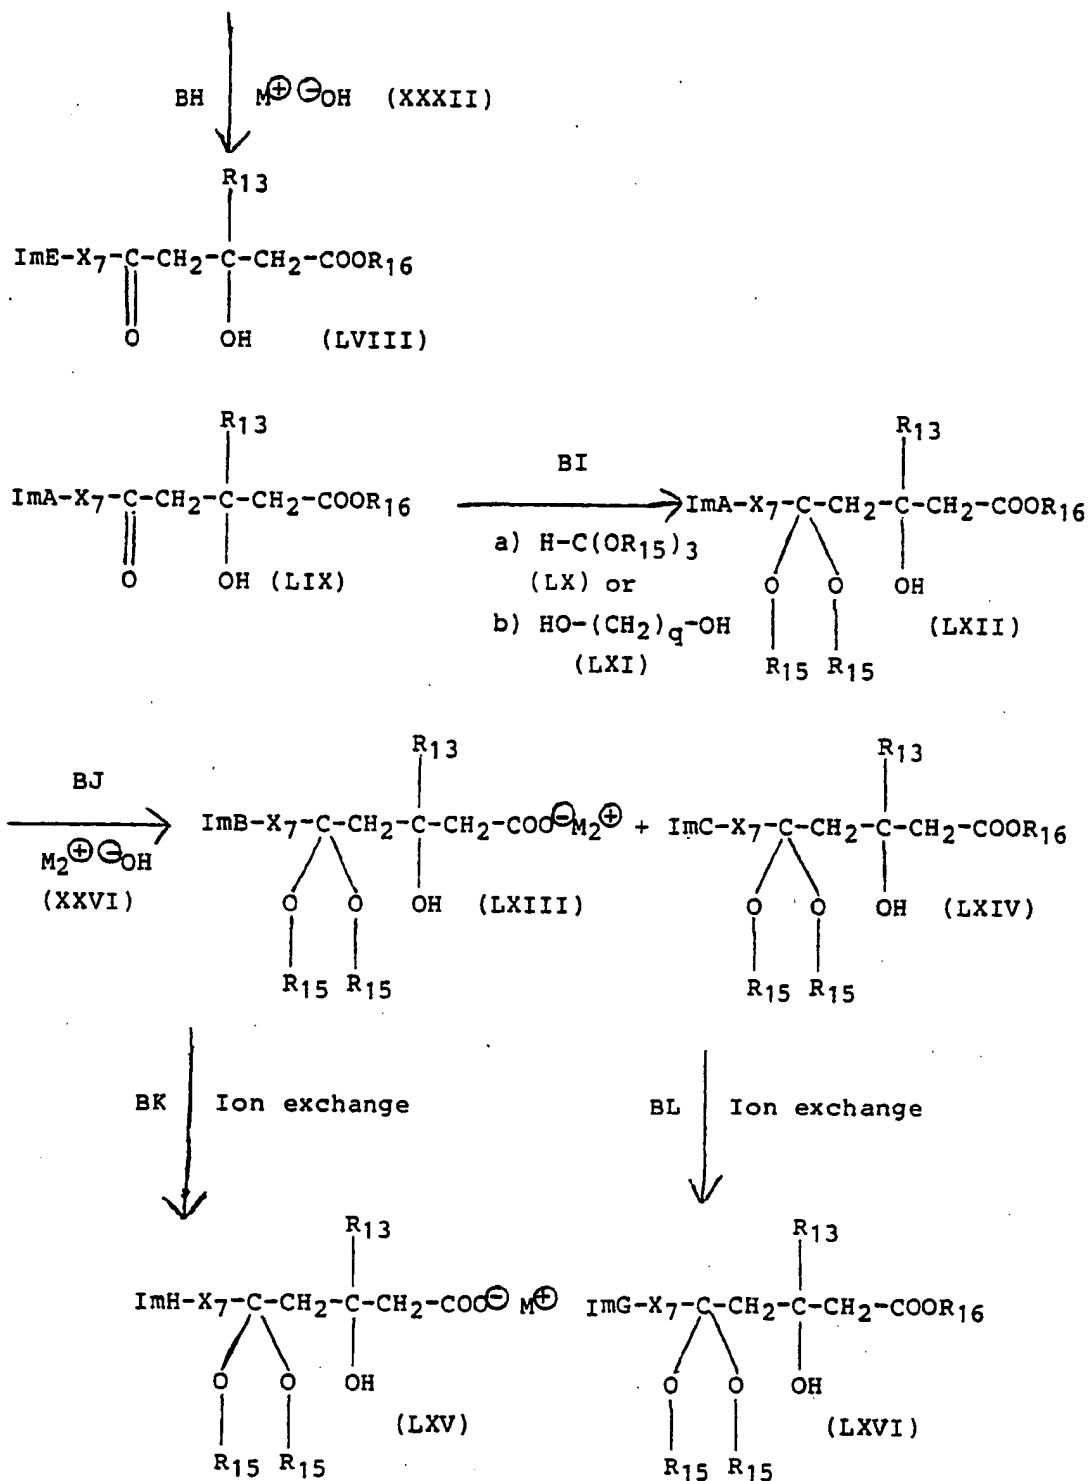 BH M⊕ ⊖OH (XXXII)
R13
ImE-X7-C-CH2-C-CH2-COOR16
O OH (LVIII)
R13
ImA-X7-C-CH2-C-CH2-COOR16
O OH (LIX)
BI
a) H-C(OR15)3
(LX) or
b) HO-(CH2)q-OH
(LXI)
R13
ImA-X7-C-CH2-C-CH2-COOR16
O O OH (LXII)
R15 R15
BJ
M2⊕ ⊖OH
(XXVI)
R13
ImB-X7-C-CH2-C-CH2-COO⊖M2⊕ +
O O OH (LXIII)
R15 R15
R13
ImC-X7-C-CH2-C-CH2-COOR16
O O OH (LXIV)
R15 R15
BK Ion exchange
BL Ion exchange
R13
ImH-X7-C-CH2-C-CH2-COO⊖ M⊕
O O OH
(LXV)
R15 R15
R13
ImG-X7-C-CH2-C-CH2-COOR16
O O OH
(LXVI)
R15 R15